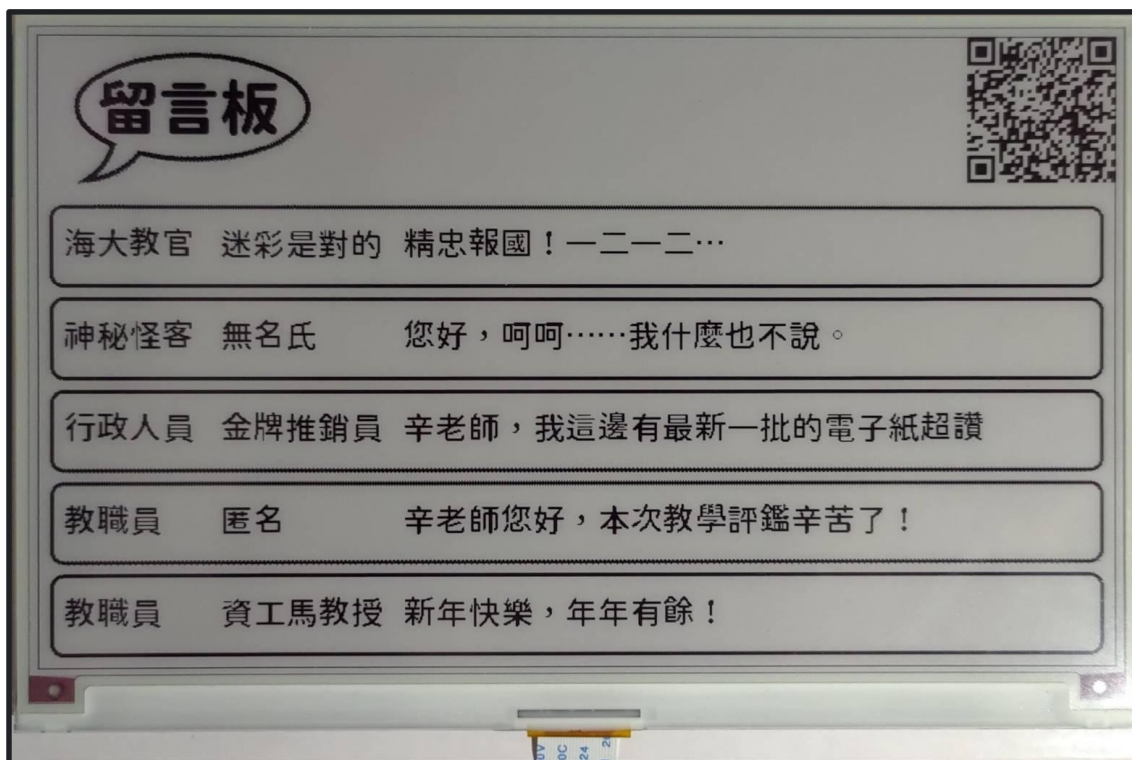 留言板
海大教官 迷彩是對的 精忠報國！一二一二…
神秘怪客 無名氏 您好，呵呵……我什麼也不說。
行政人員 金牌推銷員 辛老師，我這邊有最新一批的電子紙超讚
教職員 匿名 辛老師您好，本次教學評鑑辛苦了！
教職員 資工馬教授 新年快樂，年年有餘！